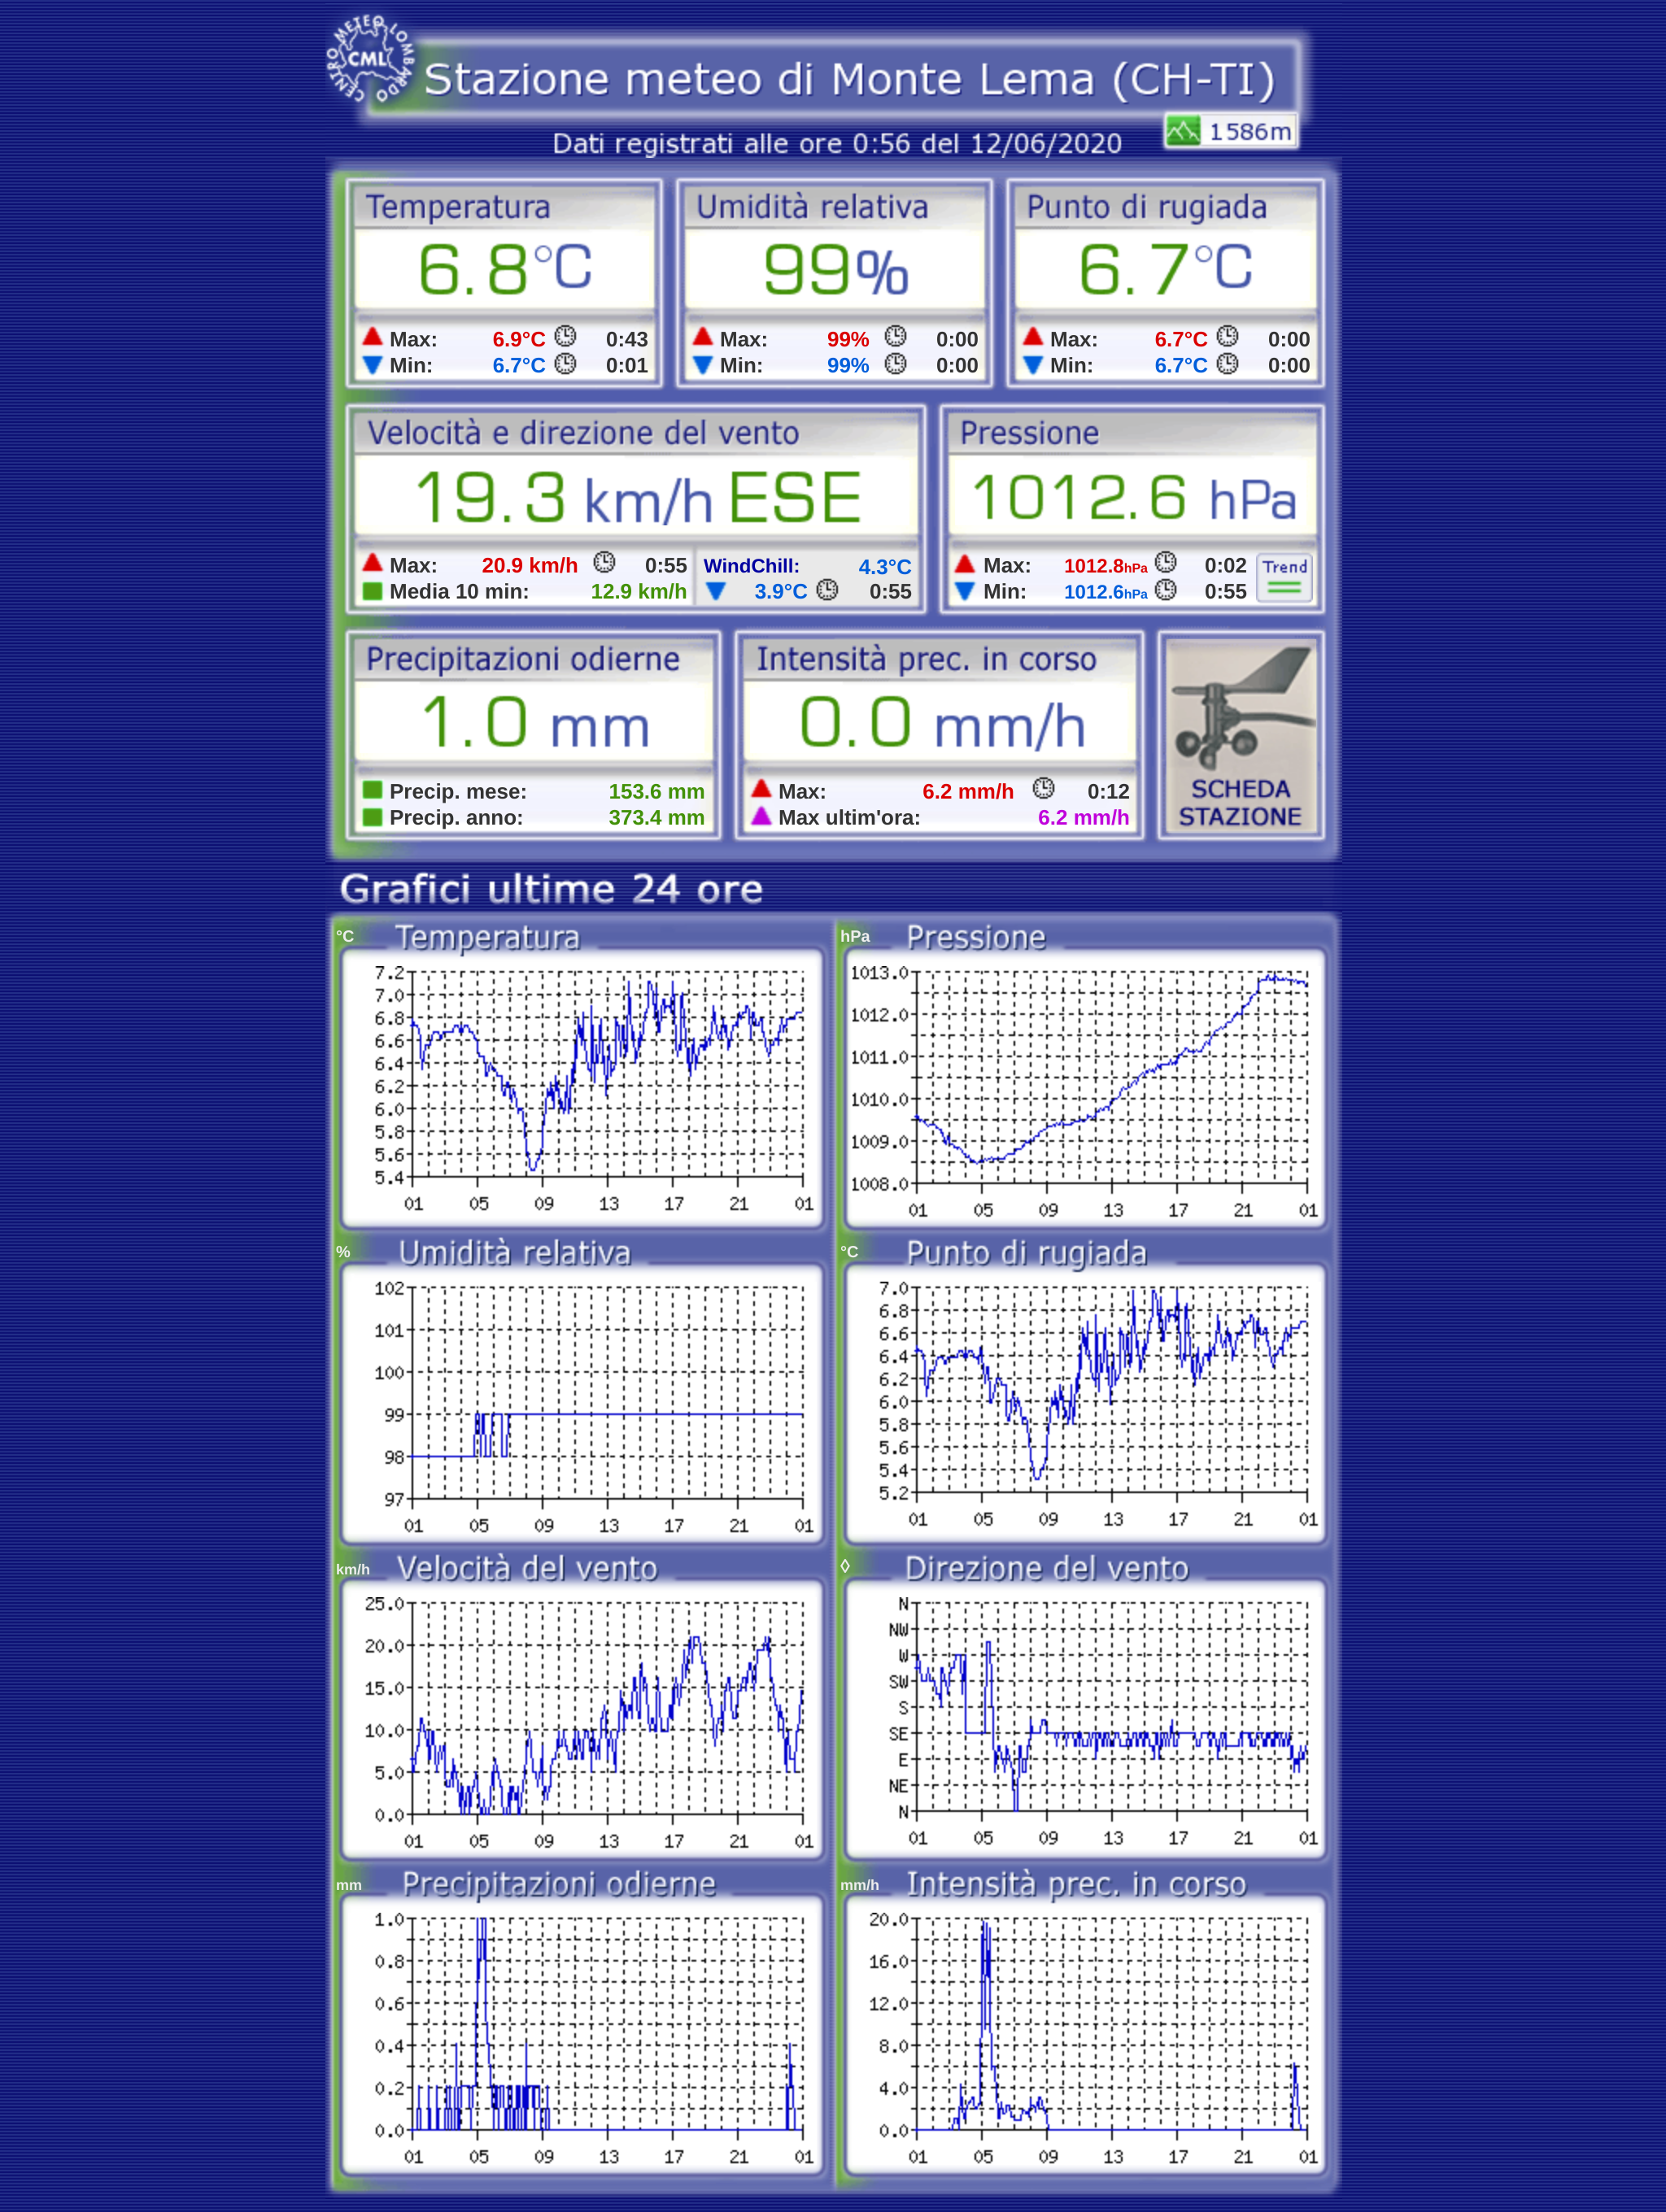 CENTRO METEO LOMBARDO
CML
Stazione meteo di Monte Lema (CH-TI)
1586m
Dati registrati alle ore 0:56 del 12/06/2020
Temperatura
6.8°C
Max: 6.9°C 0:43
Min: 6.7°C 0:01
Umidità relativa
99%
Max: 99% 0:00
Min: 99% 0:00
Punto di rugiada
6.7°C
Max: 6.7°C 0:00
Min: 6.7°C 0:00
Velocità e direzione del vento
19.3 km/h ESE
Max: 20.9 km/h 0:55
Media 10 min: 12.9 km/h
WindChill: 4.3°C
3.9°C 0:55
Pressione
1012.6 hPa
Max: 1012.8hPa 0:02
Min: 1012.6hPa 0:55
Trend
Precipitazioni odierne
1.0 mm
Precip. mese: 153.6 mm
Precip. anno: 373.4 mm
Intensità prec. in corso
0.0 mm/h
Max: 6.2 mm/h 0:12
Max ultim'ora: 6.2 mm/h
SCHEDA
STAZIONE
Grafici ultime 24 ore
°C Temperatura
7.2
7.0
6.8
6.6
6.4
6.2
6.0
5.8
5.6
5.4
01 05 09 13 17 21 01
hPa Pressione
1013.0
1012.0
1011.0
1010.0
1009.0
1008.0
01 05 09 13 17 21 01
% Umidità relativa
102
101
100
99
98
97
01 05 09 13 17 21 01
°C Punto di rugiada
7.0
6.8
6.6
6.4
6.2
6.0
5.8
5.6
5.4
5.2
01 05 09 13 17 21 01
km/h Velocità del vento
25.0
20.0
15.0
10.0
5.0
0.0
01 05 09 13 17 21 01
◊ Direzione del vento
N
NW
W
SW
S
SE
E
NE
N
01 05 09 13 17 21 01
mm Precipitazioni odierne
1.0
0.8
0.6
0.4
0.2
0.0
01 05 09 13 17 21 01
mm/h Intensità prec. in corso
20.0
16.0
12.0
8.0
4.0
0.0
01 05 09 13 17 21 01